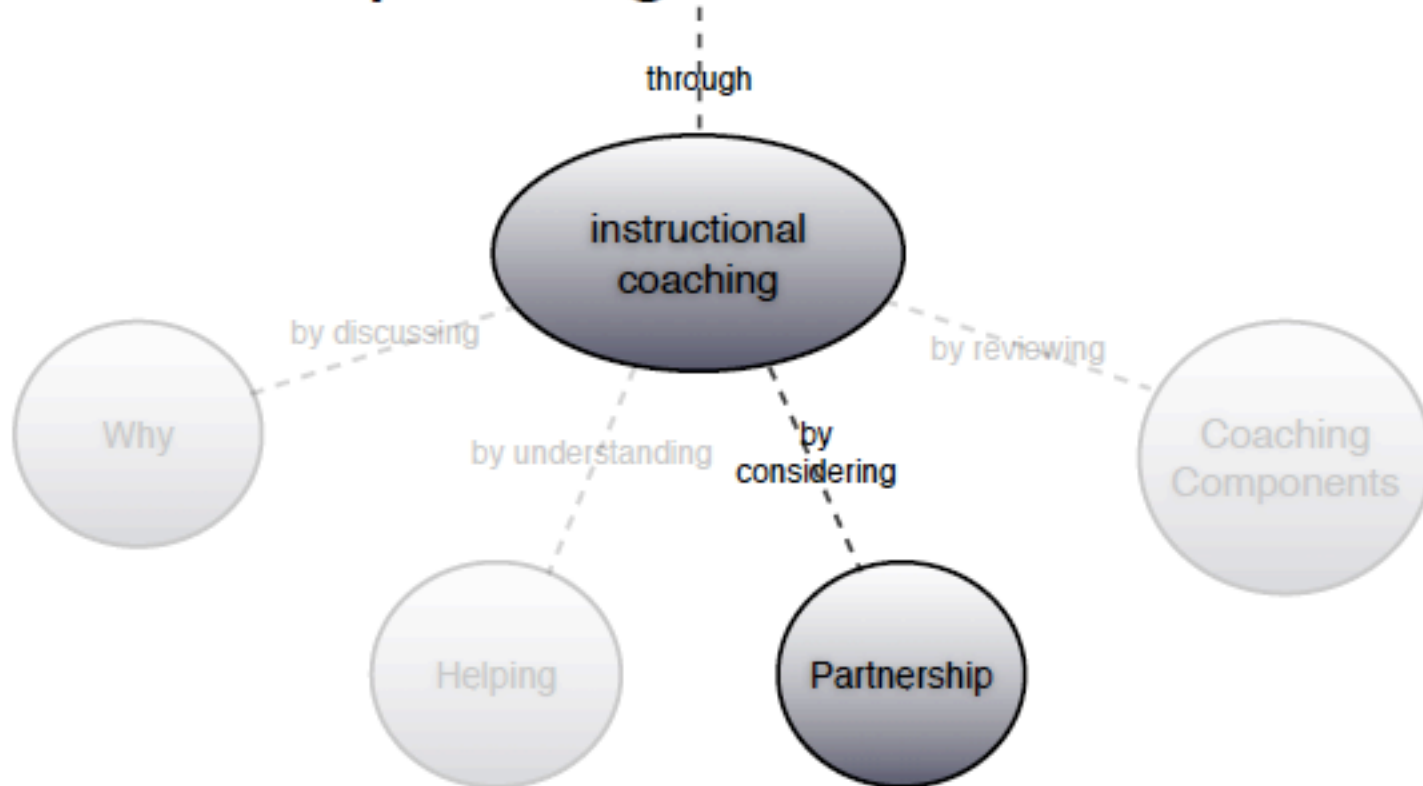 through
instructional
coaching
by discussing
by reviewing
Why
by understanding
by
considering
Coaching
Components
Helping
Partnership